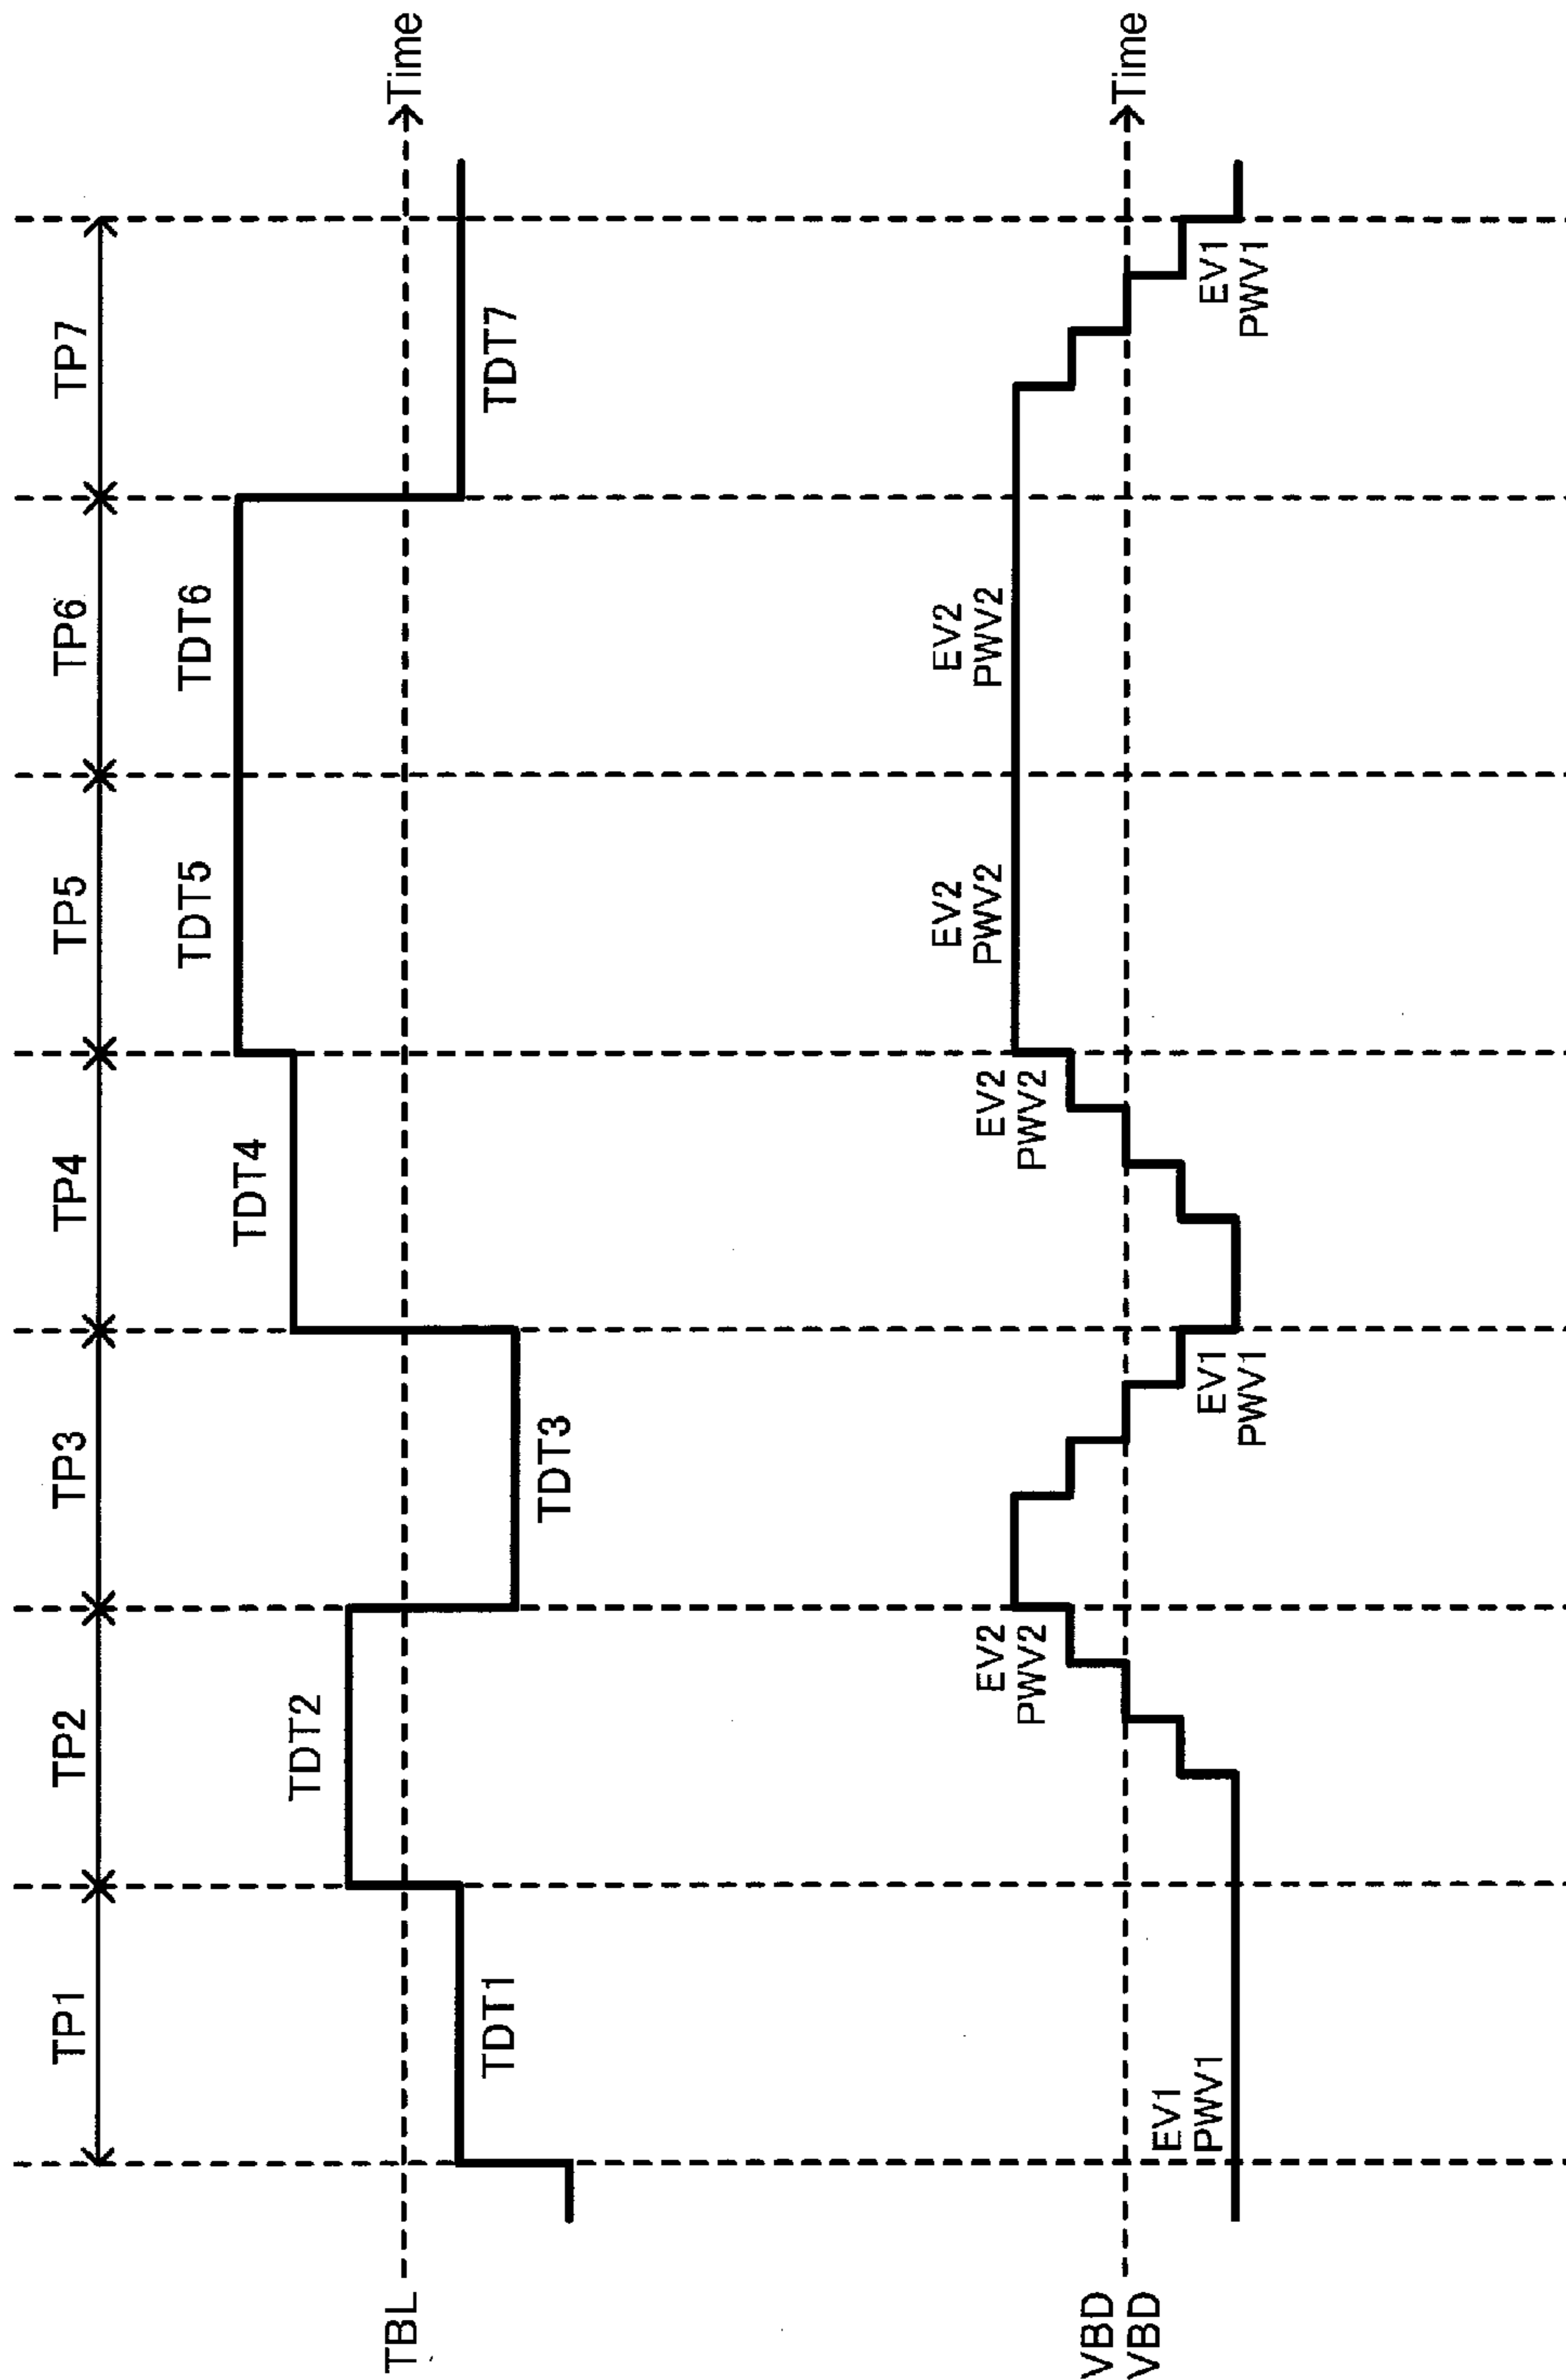 TP1 TP2 TP3 TP4 TP5 TP6 TP7
TDT5 TDT6
TDT4
TDT2
TBL Time
TDT1 TDT7
TDT3
EV2 EV2
PWV2 PWV2
EV2 EV2
PWV2 PWV2
VBD Time
VBD
EV1
PWV1
EV1 EV1
PWV1 PWV1